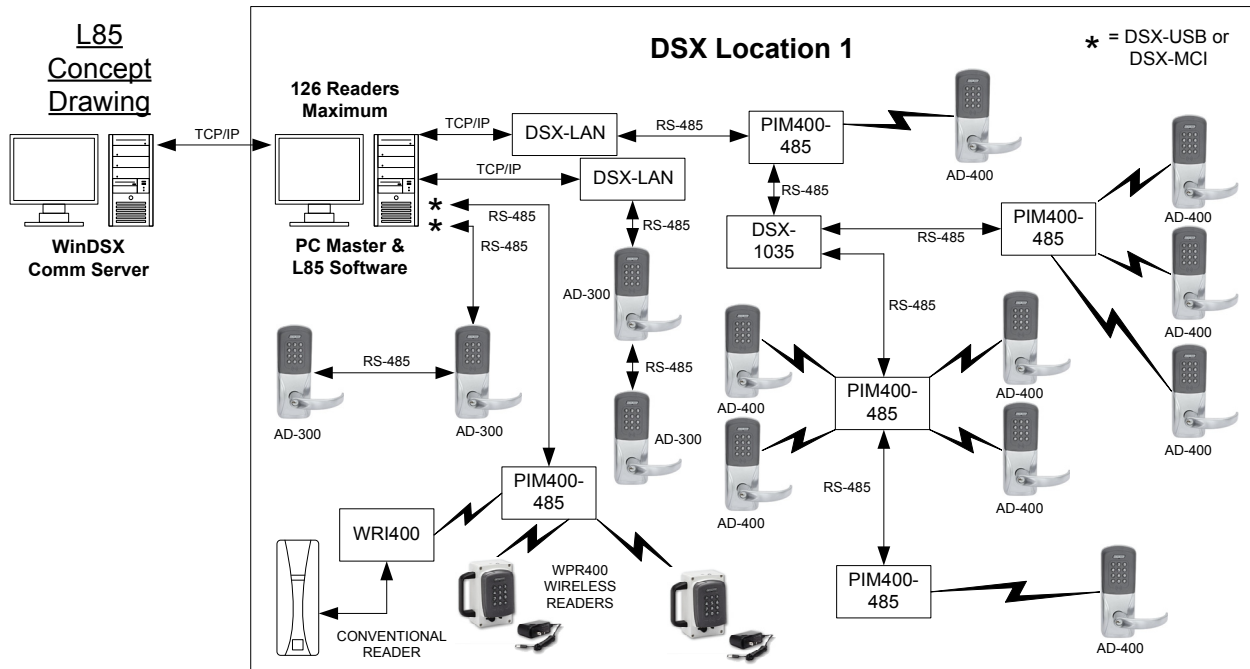 L85
Concept
Drawing
DSX Location 1
* = DSX-USB or
DSX-MCI
126 Readers
Maximum
TCP/IP
WinDSX
Comm Server
PC Master &
L85 Software
TCP/IP
DSX-LAN
RS-485
PIM400-
485
AD-400
TCP/IP
DSX-LAN
*
*
RS-485
RS-485
RS-485
AD-300
RS-485
AD-300
RS-485
AD-300
AD-300
RS-485
DSX-
1035
RS-485
PIM400-
485
AD-400
AD-400
AD-400
RS-485
PIM400-
485
AD-400
AD-400
AD-400
AD-400
RS-485
PIM400-
485
AD-400
PIM400-
485
WRI400
CONVENTIONAL
READER
WPR400
WIRELESS
READERS